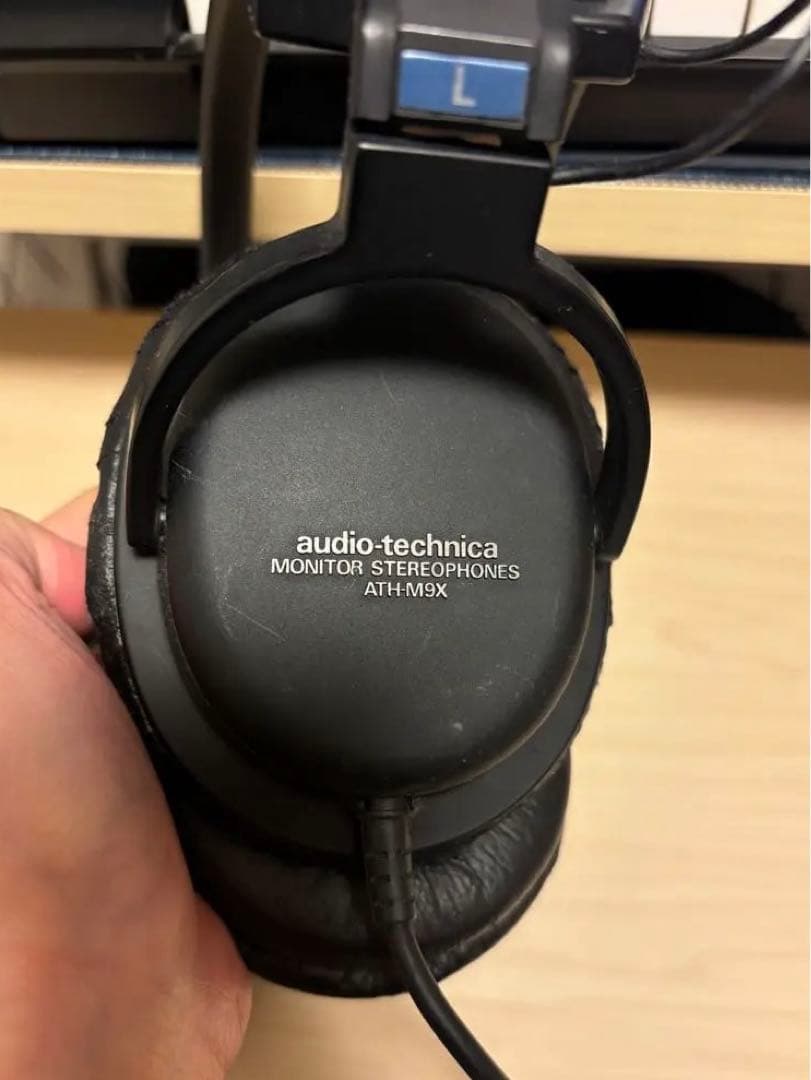 L
audio-technica
MONITOR STEREOPHONES
ATH-M9X